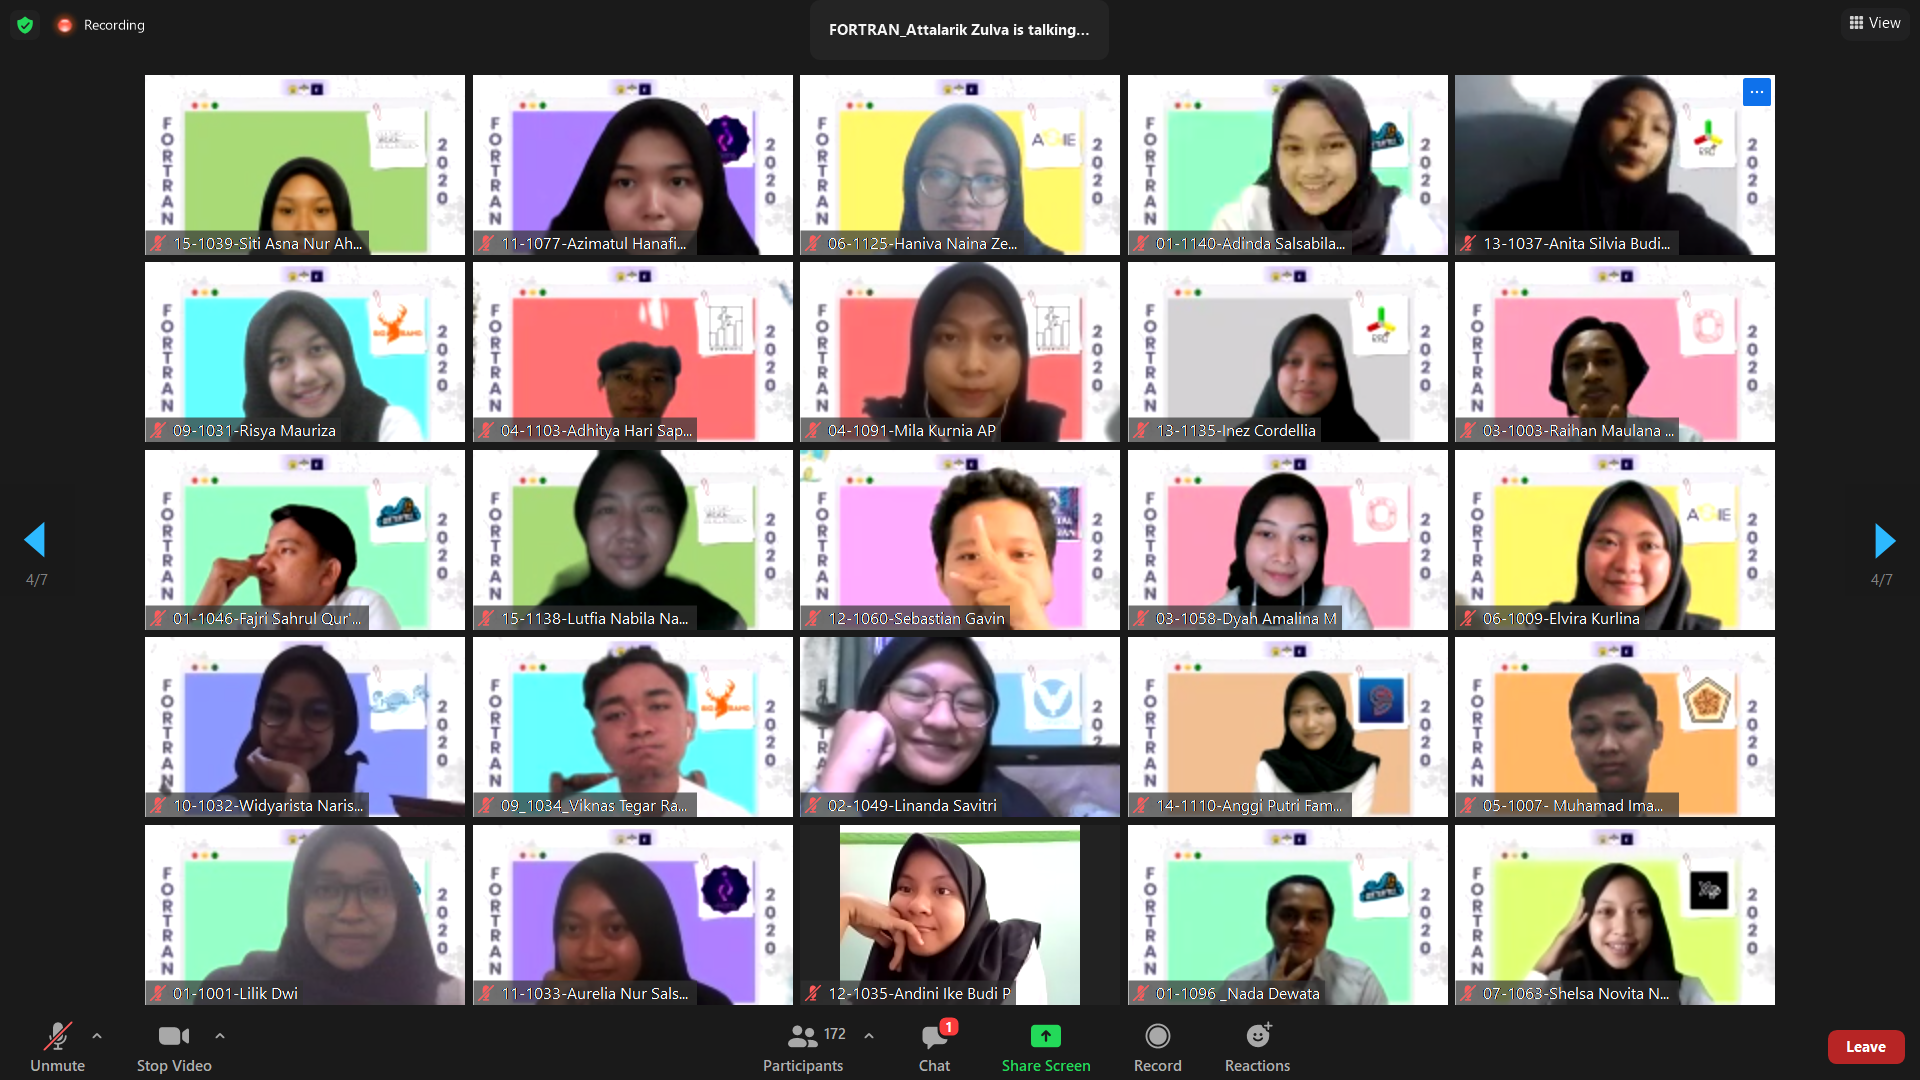 Recording
FORTRAN_Attalarik Zulva is talking...
View
FORTRAN
2020
15-1039-Siti Asna Nur Ah...
FORTRAN
2020
11-1077-Azimatul Hanafi...
FORTRAN
2020
06-1125-Haniva Naina Ze...
FORTRAN
2020
01-1140-Adinda Salsabila...
FORTRAN
2020
13-1037-Anita Silvia Budi...
FORTRAN
2020
09-1031-Risya Mauriza
FORTRAN
2020
04-1103-Adhitya Hari Sap...
FORTRAN
2020
04-1091-Mila Kurnia AP
FORTRAN
2020
13-1135-Inez Cordellia
FORTRAN
2020
03-1003-Raihan Maulana ...
FORTRAN
2020
01-1046-Fajri Sahrul Qur'...
FORTRAN
2020
15-1138-Lutfia Nabila Na...
FORTRAN
2020
12-1060-Sebastian Gavin
FORTRAN
2020
03-1058-Dyah Amalina M
FORTRAN
2020
06-1009-Elvira Kurlina
4/7
4/7
FORTRAN
2020
10-1032-Widyarista Naris...
FORTRAN
2020
09_1034_Viknas Tegar Ra...
02-1049-Linanda Savitri
FORTRAN
2020
14-1110-Anggi Putri Fam...
FORTRAN
2020
05-1007- Muhamad Ima...
FORTRAN
2020
01-1001-Lilik Dwi
FORTRAN
2020
11-1033-Aurelia Nur Sals...
12-1035-Andini Ike Budi P
FORTRAN
2020
01-1096 _Nada Dewata
FORTRAN
2020
07-1063-Shelsa Novita N...
Unmute
Stop Video
Participants
172
Chat
1
Share Screen
Record
Reactions
Leave